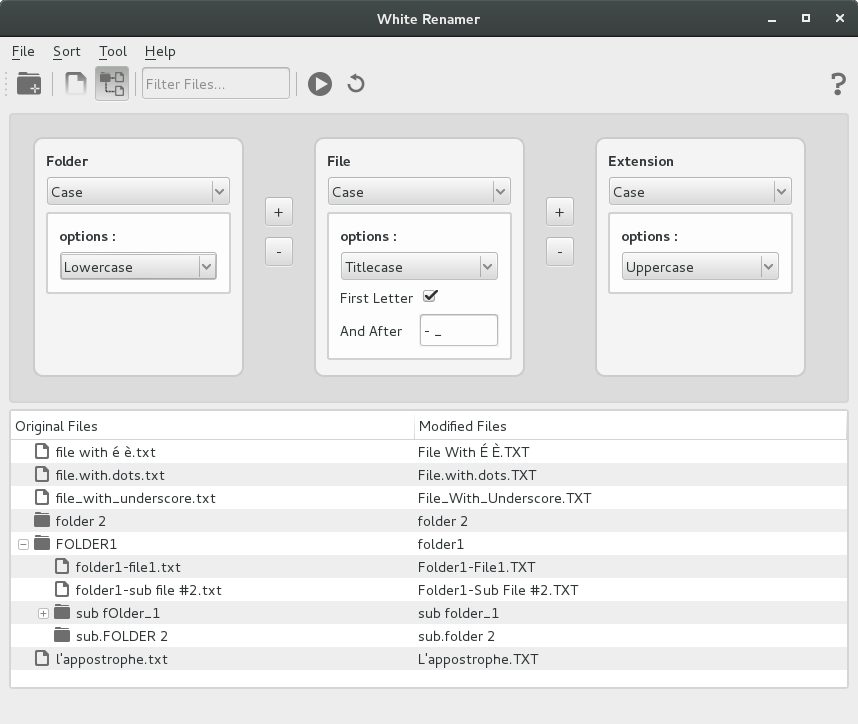 White Renamer
File Sort Tool Help
Filter Files... ?
Folder File Extension
Case Case Case
+ +
options : options : options :
- -
Lowercase Titlecase Uppercase
First Letter
And After - _
Original Files Modified Files
file with é è.txt File With É È.TXT
file.with.dots.txt File.with.dots.TXT
file_with_underscore.txt File_With_Underscore.TXT
folder 2 folder 2
FOLDER1 folder1
folder1-file1.txt Folder1-File1.TXT
folder1-sub file #2.txt Folder1-Sub File #2.TXT
sub fOlder_1 sub folder_1
sub.FOLDER 2 sub.folder 2
l'appostrophe.txt L'appostrophe.TXT